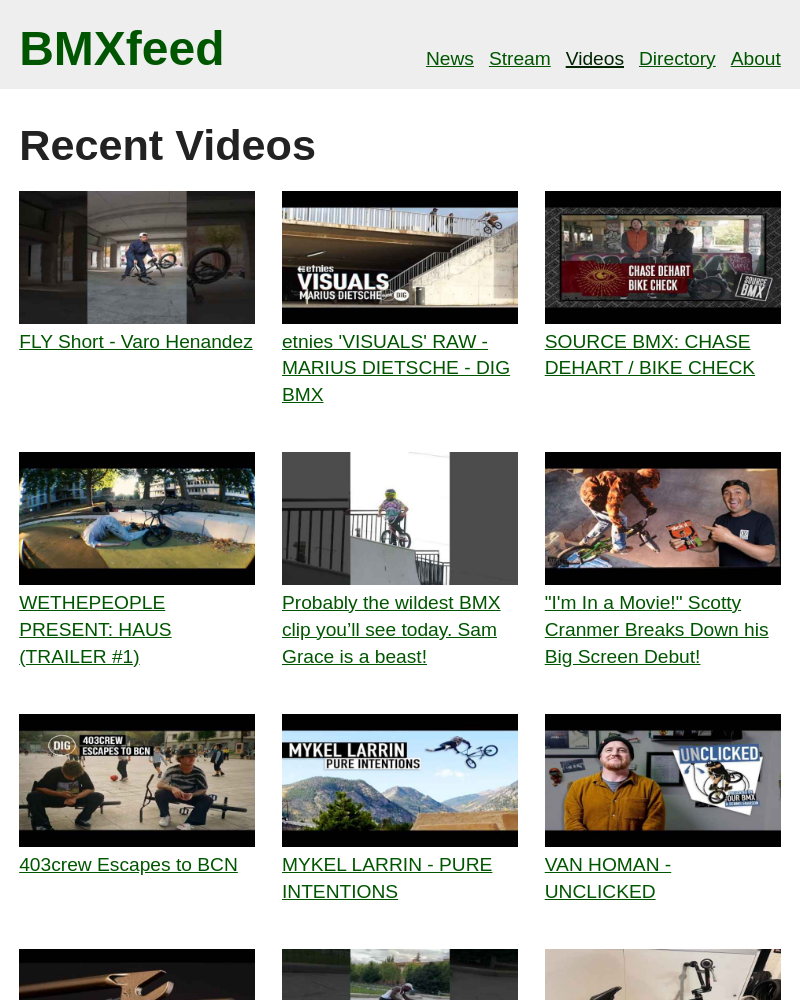 BMXfeed
News Stream Videos Directory About
Recent Videos
etnies
VISUALS
MARIUS DIETSCHE
DIG
CHASE DEHART
BIKE CHECK
SOURCE
BMX
FLY Short - Varo Henandez
etnies 'VISUALS' RAW -
MARIUS DIETSCHE - DIG
BMX
SOURCE BMX: CHASE
DEHART / BIKE CHECK
WETHEPEOPLE
PRESENT: HAUS
(TRAILER #1)
Probably the wildest BMX
clip you’ll see today. Sam
Grace is a beast!
"I'm In a Movie!" Scotty
Cranmer Breaks Down his
Big Screen Debut!
DIG
403CREW
ESCAPES TO BCN
MYKEL LARRIN
PURE INTENTIONS
UNCLICKED
OUR BMX
403crew Escapes to BCN
MYKEL LARRIN - PURE
INTENTIONS
VAN HOMAN -
UNCLICKED